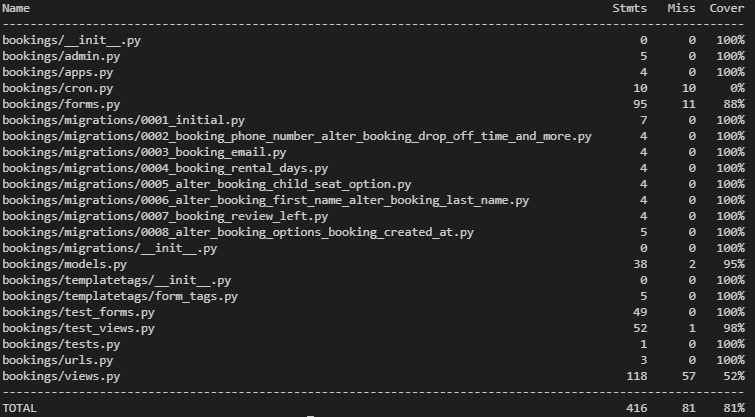 Name Stmts Miss Cover
--------------------------------------------------------------------------------------------------------
bookings/__init__.py 0 0 100%
bookings/admin.py 5 0 100%
bookings/apps.py 4 0 100%
bookings/cron.py 10 10 0%
bookings/forms.py 95 11 88%
bookings/migrations/0001_initial.py 7 0 100%
bookings/migrations/0002_booking_phone_number_alter_booking_drop_off_time_and_more.py 4 0 100%
bookings/migrations/0003_booking_email.py 4 0 100%
bookings/migrations/0004_booking_rental_days.py 4 0 100%
bookings/migrations/0005_alter_booking_child_seat_option.py 4 0 100%
bookings/migrations/0006_alter_booking_first_name_alter_booking_last_name.py 4 0 100%
bookings/migrations/0007_booking_review_left.py 4 0 100%
bookings/migrations/0008_alter_booking_options_booking_created_at.py 5 0 100%
bookings/migrations/__init__.py 0 0 100%
bookings/models.py 38 2 95%
bookings/templatetags/__init__.py 0 0 100%
bookings/templatetags/form_tags.py 5 0 100%
bookings/test_forms.py 49 0 100%
bookings/test_views.py 52 1 98%
bookings/tests.py 1 0 100%
bookings/urls.py 3 0 100%
bookings/views.py 118 57 52%
--------------------------------------------------------------------------------------------------------
TOTAL 416 81 81%